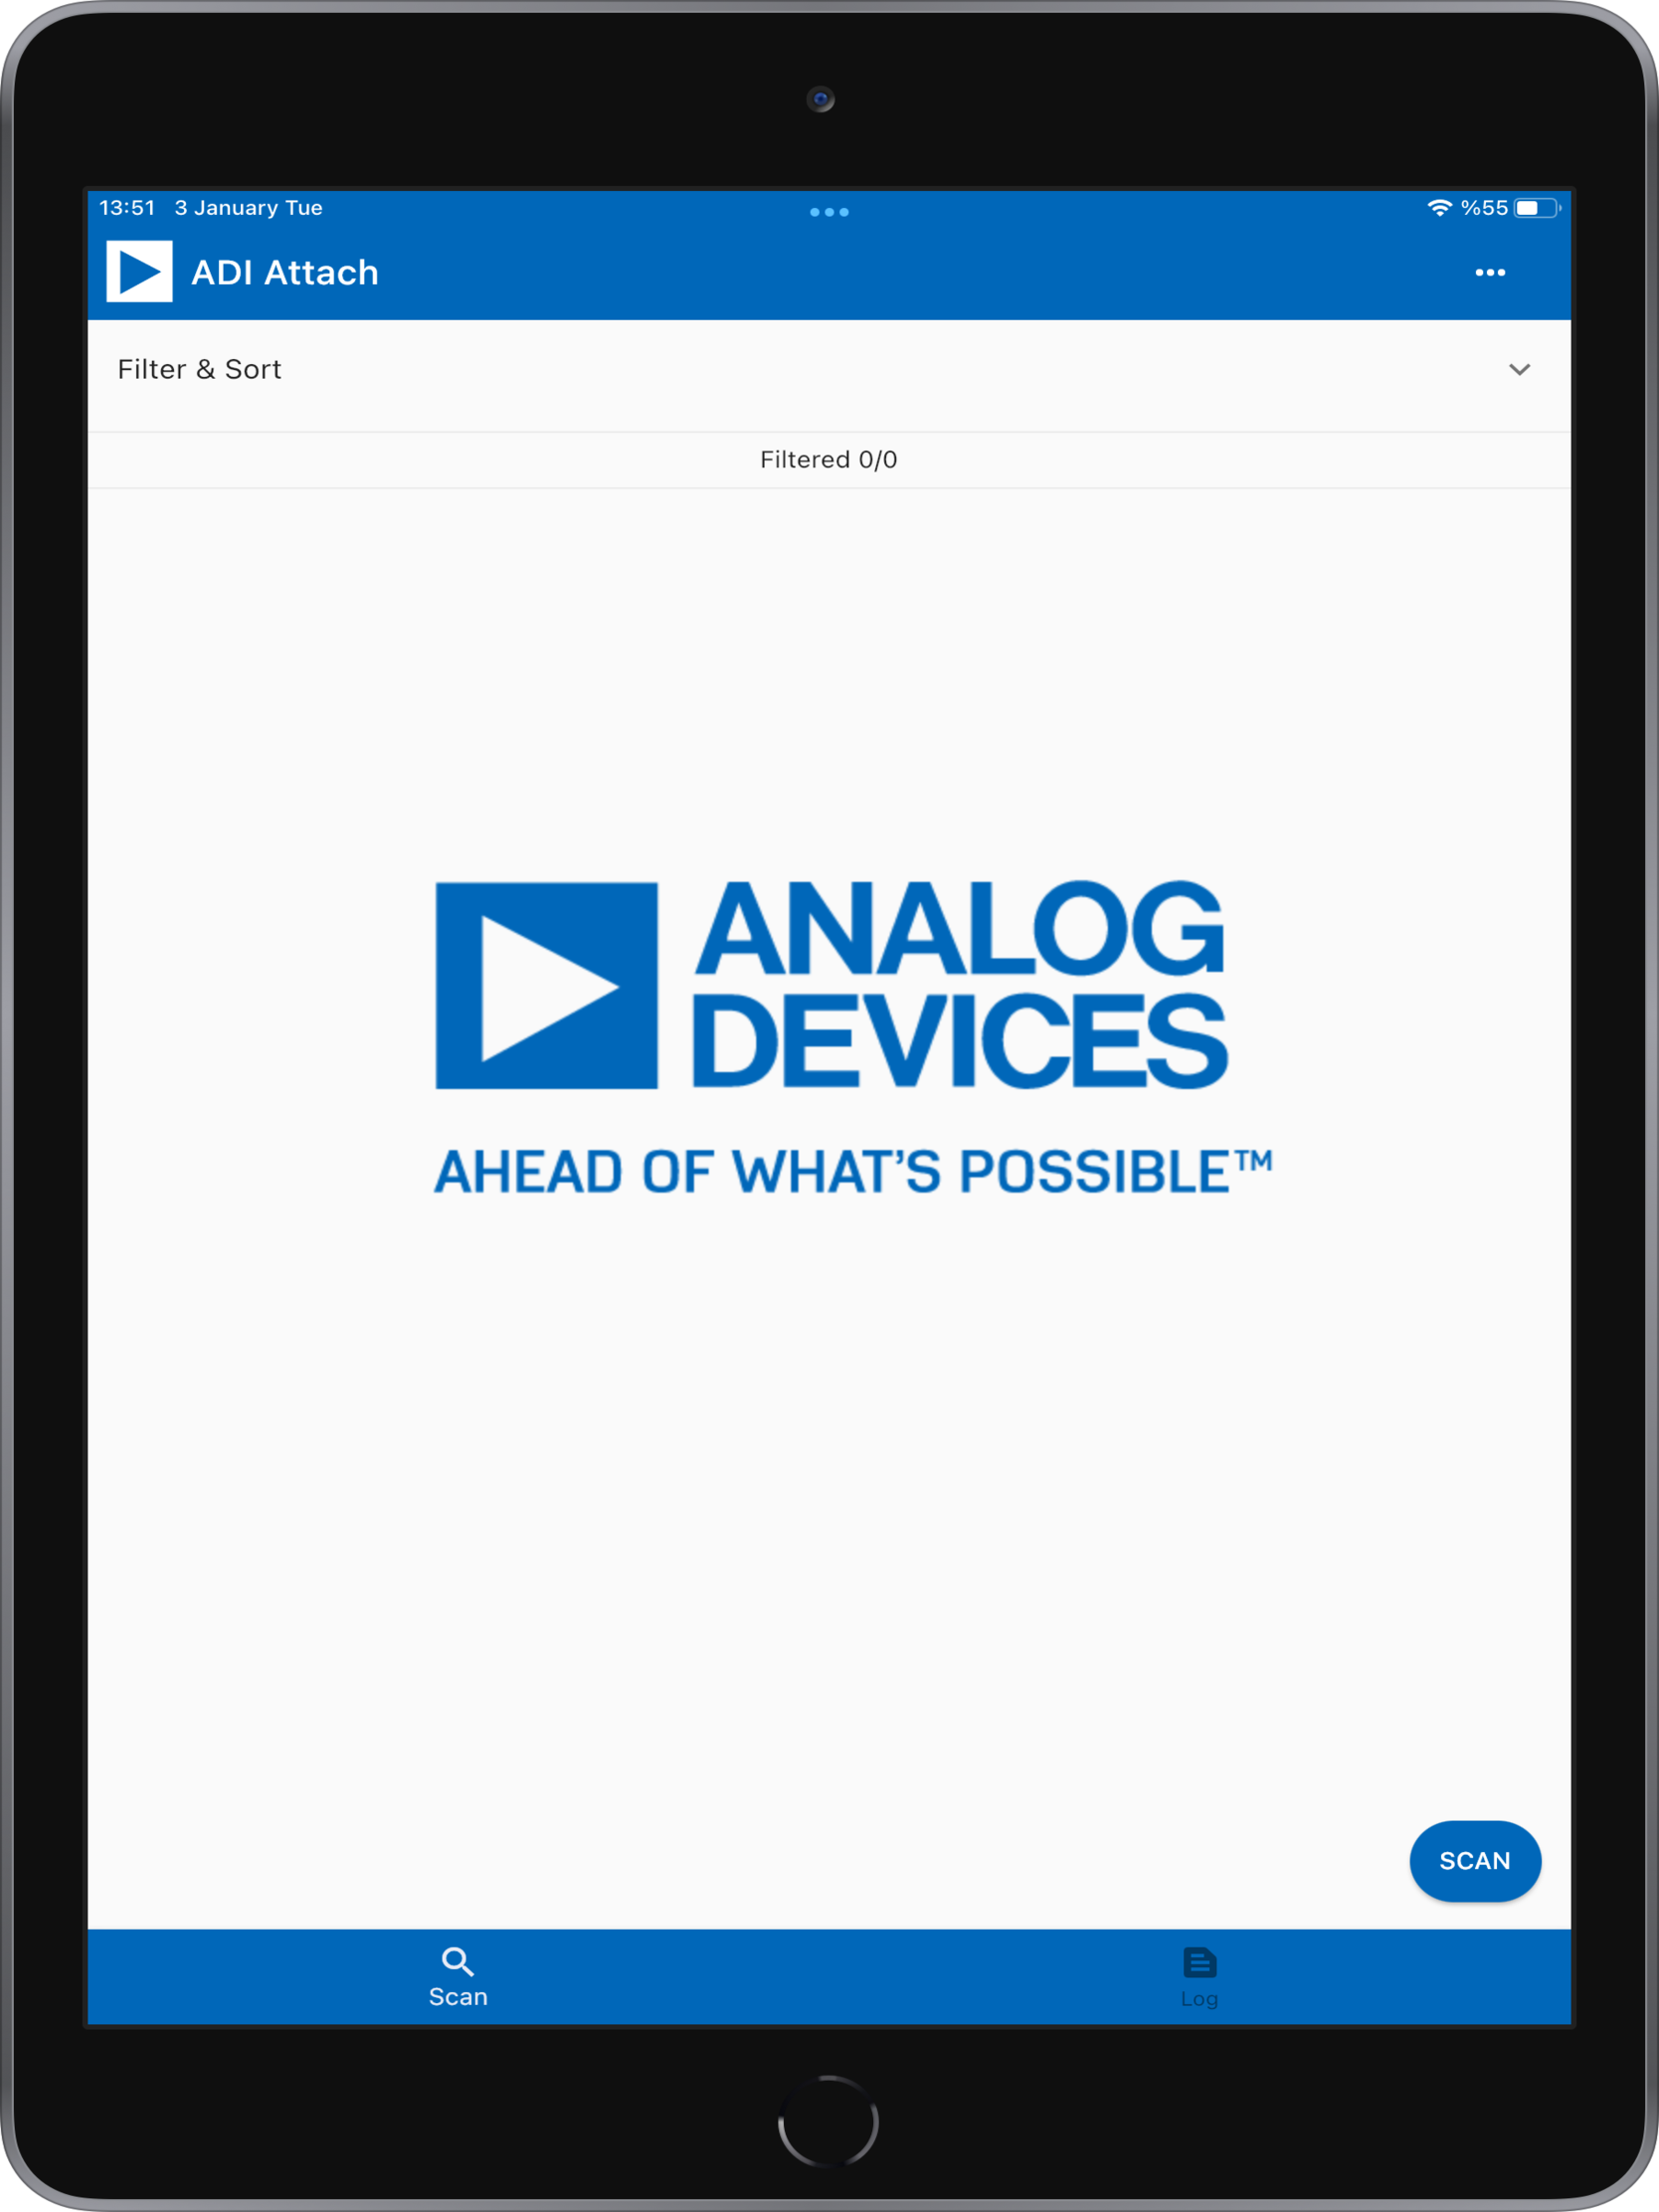 13:51 3 January Tue %55
ADI Attach
Filter & Sort
Filtered 0/0
ANALOG
DEVICES
AHEAD OF WHAT'S POSSIBLE™
SCAN
Scan Log